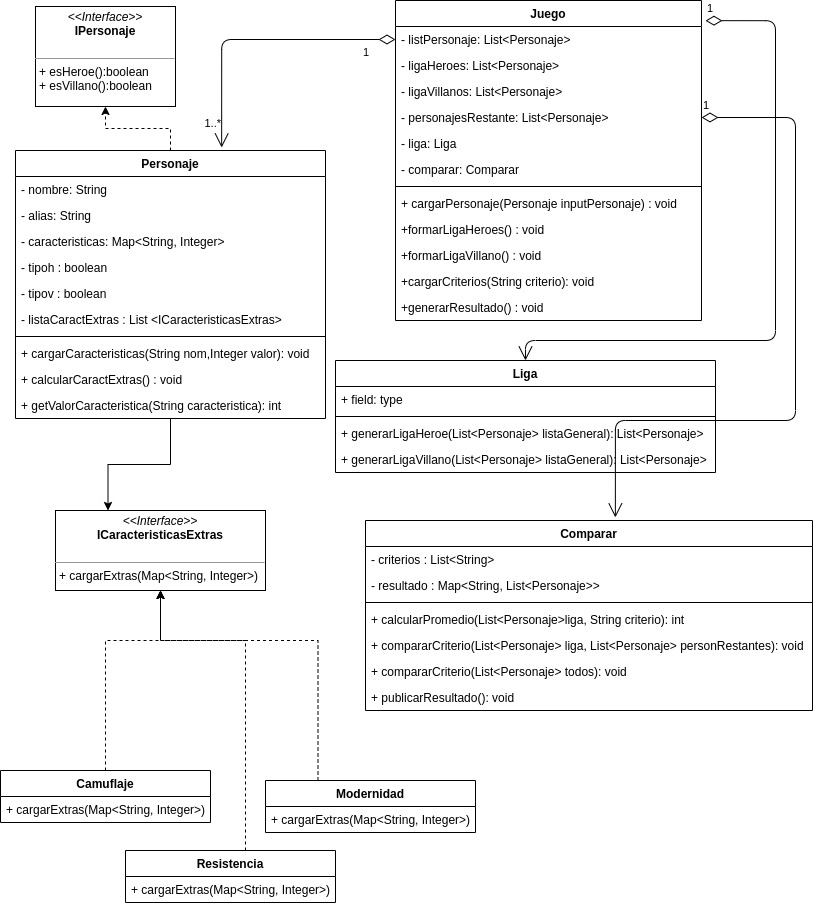 <<Interface>>
IPersonaje
+ esHeroe():boolean
+ esVillano():boolean
1
1..*
Personaje
- nombre: String
- alias: String
- caracteristicas: Map<String, Integer>
- tipoh : boolean
- tipov : boolean
- listaCaractExtras : List <ICaracteristicasExtras>
+ cargarCaracteristicas(String nom,Integer valor): void
+ calcularCaractExtras() : void
+ getValorCaracteristica(String caracteristica): int
Juego
- listPersonaje: List<Personaje>
- ligaHeroes: List<Personaje>
- ligaVillanos: List<Personaje>
- personajesRestante: List<Personaje>
- liga: Liga
- comparar: Comparar
+ cargarPersonaje(Personaje inputPersonaje) : void
+formarLigaHeroes() : void
+formarLigaVillano() : void
+cargarCriterios(String criterio): void
+generarResultado() : void
1
1
Liga
+ field: type
+ generarLigaHeroe(List<Personaje> listaGeneral): List<Personaje>
+ generarLigaVillano(List<Personaje> listaGeneral): List<Personaje>
<<Interface>>
ICaracteristicasExtras
+ cargarExtras(Map<String, Integer>)
Comparar
- criterios : List<String>
- resultado : Map<String, List<Personaje>>
+ calcularPromedio(List<Personaje>liga, String criterio): int
+ compararCriterio(List<Personaje> liga, List<Personaje> personRestantes): void
+ compararCriterio(List<Personaje> todos): void
+ publicarResultado(): void
Camuflaje
+ cargarExtras(Map<String, Integer>)
Modernidad
+ cargarExtras(Map<String, Integer>)
Resistencia
+ cargarExtras(Map<String, Integer>)